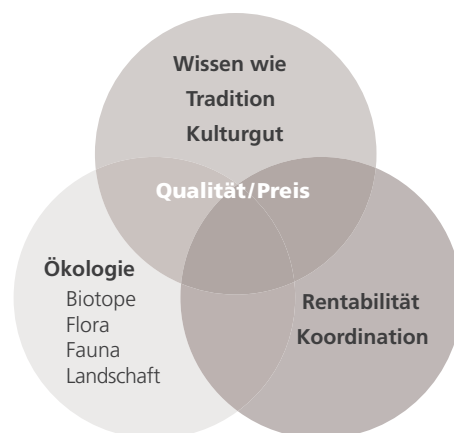 Wissen wie
Tradition
Kulturgut
Qualität/Preis
Ökologie
Biotope
Flora
Fauna
Landschaft
Rentabilität
Koordination